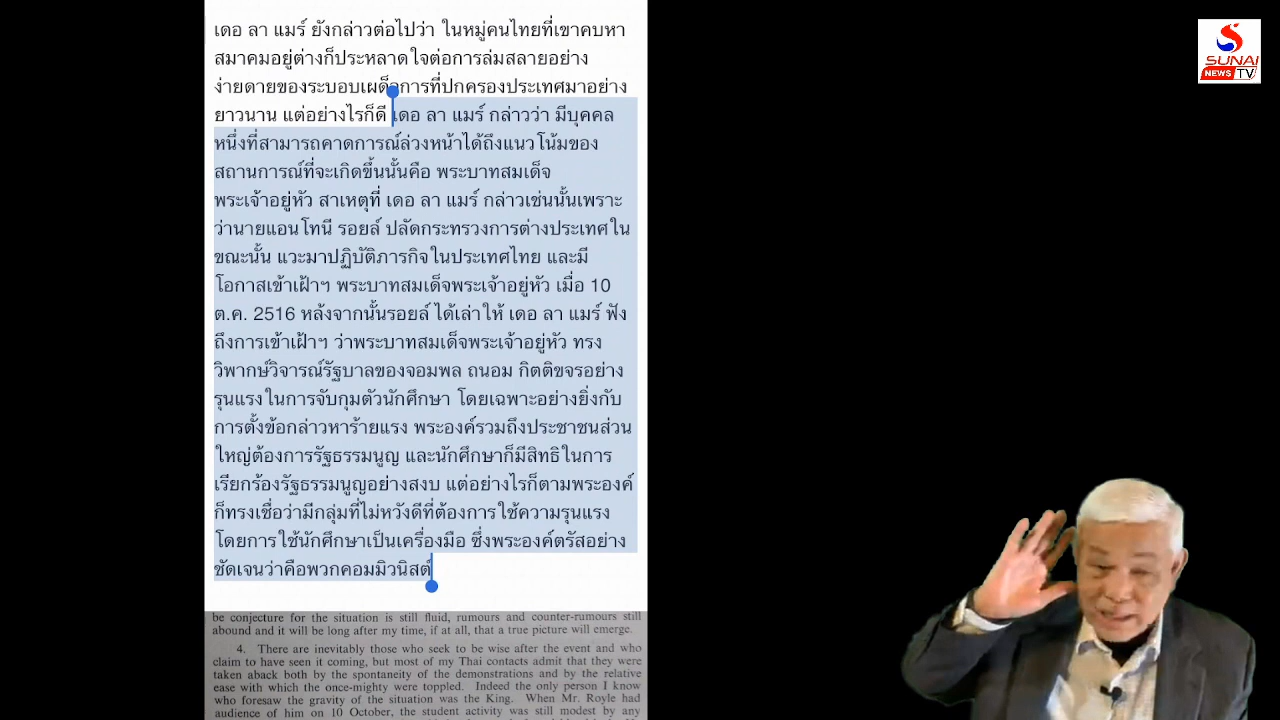 เดอ ลา แมร์ ยังกล่าวต่อไปว่า ในหมู่คนไทยที่เขาคบหา
สมาคมอยู่ต่างก็ประหลาดใจต่อการล่มสลายอย่าง
ง่ายดายของระบอบเผด็จการที่ปกครองประเทศมาอย่าง
ยาวนาน แต่อย่างไรก็ดี เดอ ลา แมร์ กล่าวว่า มีบุคคล
หนึ่งที่สามารถคาดการณ์ล่วงหน้าได้ถึงแนวโน้มของ
สถานการณ์ที่จะเกิดขึ้นนั้นคือ พระบาทสมเด็จ
พระเจ้าอยู่หัว สาเหตุที่ เดอ ลา แมร์ กล่าวเช่นนั้นเพราะ
ว่านายแอนโทนี รอยล์ ปลัดกระทรวงการต่างประเทศใน
ขณะนั้น แวะมาปฏิบัติภารกิจในประเทศไทย และมี
โอกาสเข้าเฝ้าฯ พระบาทสมเด็จพระเจ้าอยู่หัว เมื่อ 10
ต.ค. 2516 หลังจากนั้นรอยล์ ได้เล่าให้ เดอ ลา แมร์ ฟัง
ถึงการเข้าเฝ้าฯ ว่าพระบาทสมเด็จพระเจ้าอยู่หัว ทรง
วิพากษ์วิจารณ์รัฐบาลของจอมพล ถนอม กิตติขจรอย่าง
รุนแรงในการจับกุมตัวนักศึกษา โดยเฉพาะอย่างยิ่งกับ
การตั้งข้อกล่าวหาร้ายแรง พระองค์รวมถึงประชาชนส่วน
ใหญ่ต้องการรัฐธรรมนูญ และนักศึกษาก็มีสิทธิในการ
เรียกร้องรัฐธรรมนูญอย่างสงบ แต่อย่างไรก็ตามพระองค์
ก็ทรงเชื่อว่ามีกลุ่มที่ไม่หวังดีที่ต้องการใช้ความรุนแรง
โดยการใช้นักศึกษาเป็นเครื่องมือ ซึ่งพระองค์ตรัสอย่าง
ชัดเจนว่าคือพวกคอมมิวนิสต์
be conjecture for the situation is still fluid, rumours and counter-rumours still
abound and it will be long after my time, if at all, that a true picture will emerge.
4. There are inevitably those who seek to be wise after the event and who
claim to have seen it coming, but most of my Thai contacts admit that they were
taken aback both by the spontaneity of the demonstrations and by the relative
ease with which the once-mighty were toppled. Indeed the only person I know
who foresaw the gravity of the situation was the King. When Mr. Royle had
audience of him on 10 October, the student activity was still modest by any
SUNAI
NEWS TV